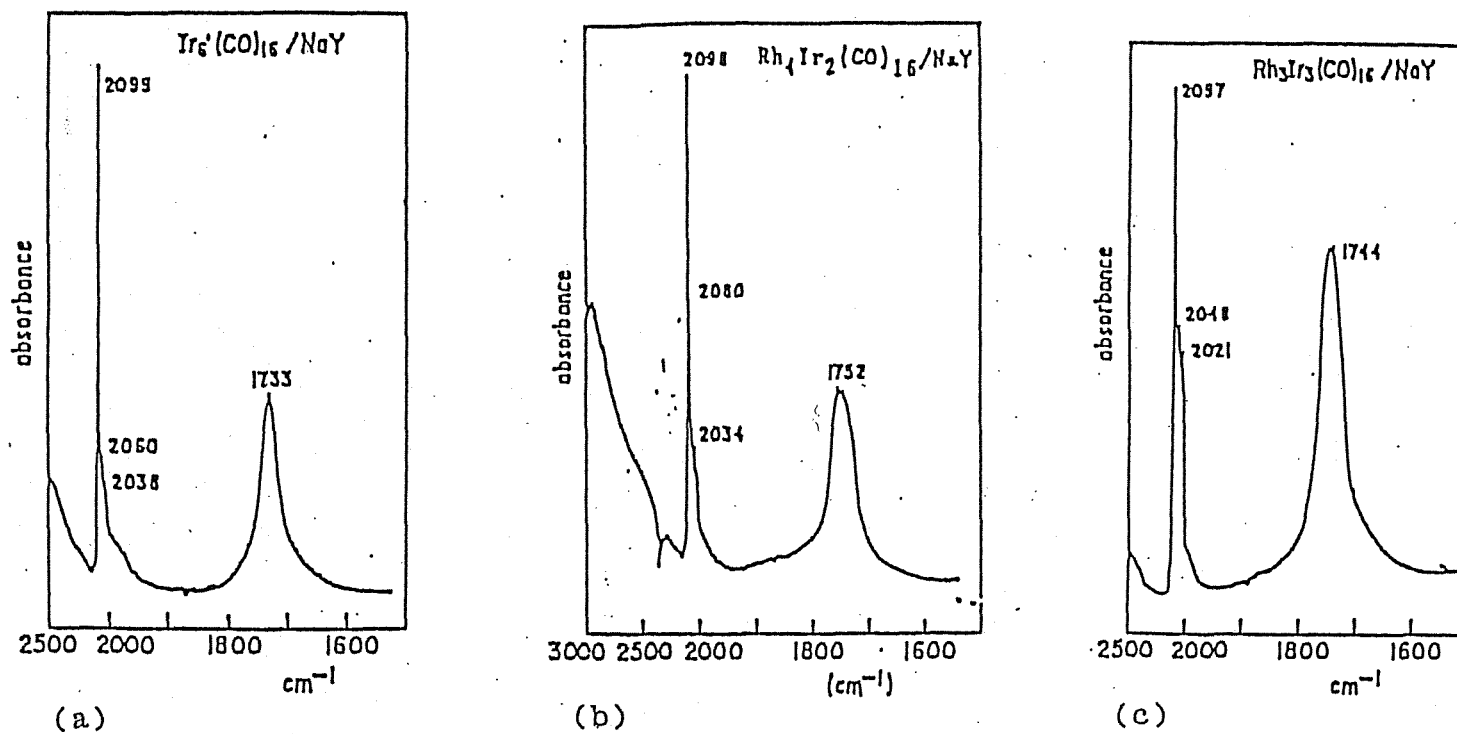 Ir₆'(CO)₁₆/NaY
2099
2060
2038
1733
absorbance
2500 2000 1600
cm⁻¹
(a)
Rh₄Ir₂(CO)₁₆/NaY
2098
2080
2034
1752
absorbance
3000 2500 2000 1800 1600
(cm⁻¹)
(b)
Rh₃Ir₃(CO)₁₆/NaY
2097
2048
2021
1744
absorbance
2500 2000 1800 1600
cm⁻¹
(c)